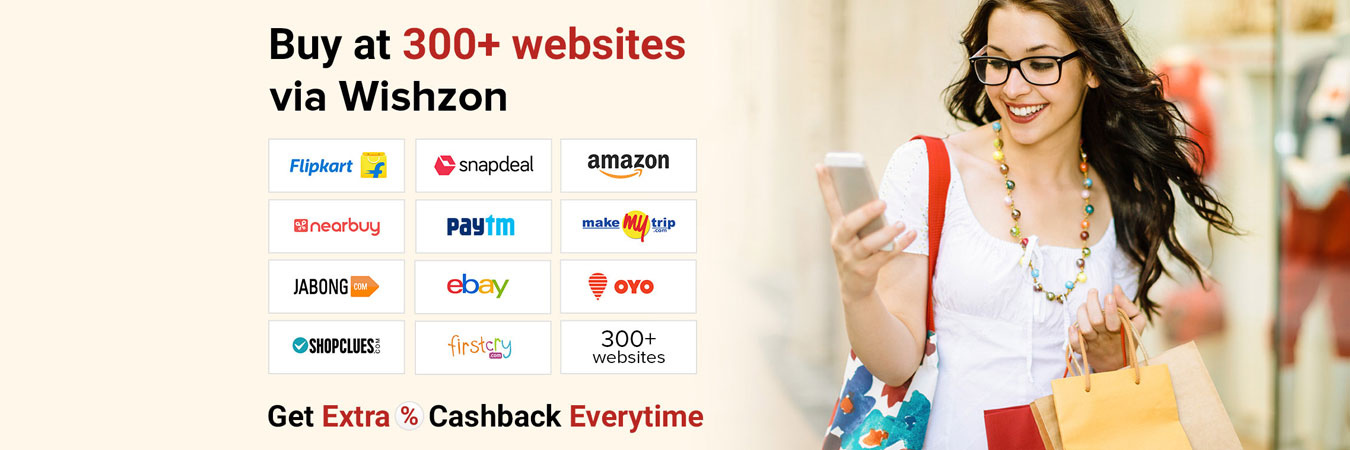 Buy at 300+ websites
via Wishzon
Flipkart
snapdeal
amazon
nearbuy
paytm
make my trip
.com
JABONG COM
ebay
OYO
SHOPCLUES.COM
firstcry
.com
300+
websites
Get Extra % Cashback Everytime